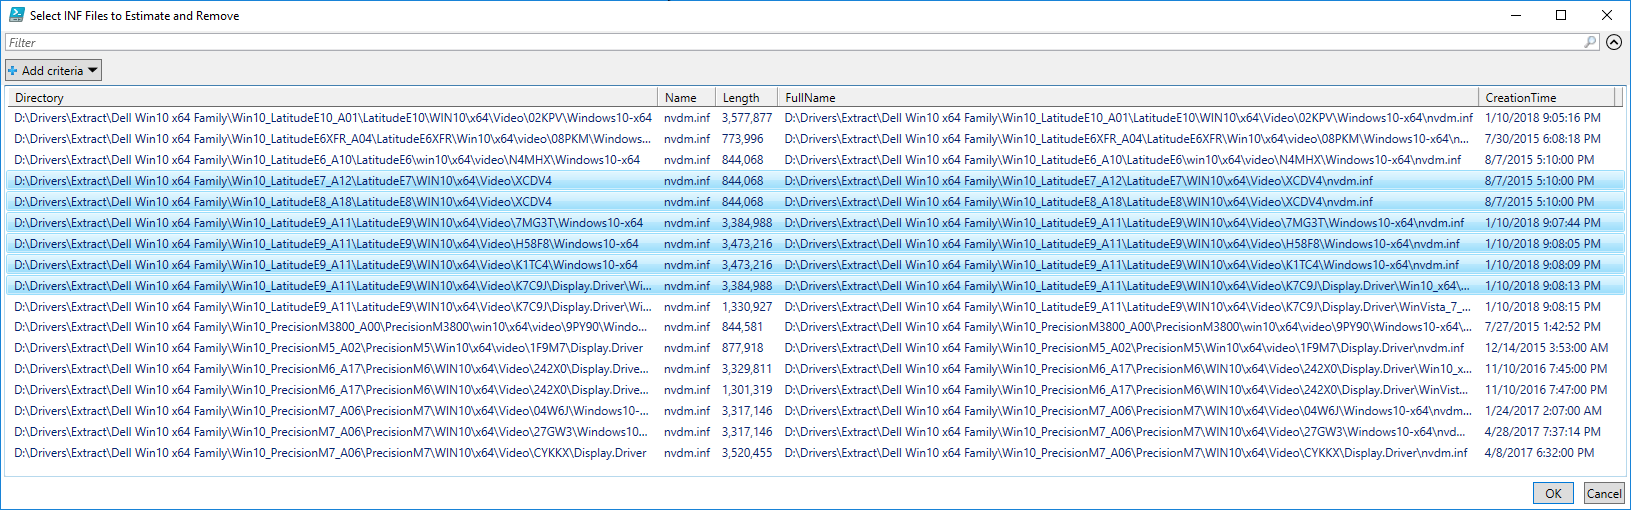 Select INF Files to Estimate and Remove
Filter
Add criteria
Directory Name Length FullName CreationTime
D:\Drivers\Extract\Dell Win10 x64 Family\Win10_LatitudeE10_A01\LatitudeE10\WIN10\x64\Video\02KPV\Windows10-x64 nvdm.inf 3,577,877 D:\Drivers\Extract\Dell Win10 x64 Family\Win10_LatitudeE10_A01\LatitudeE10\WIN10\x64\Video\02KPV\Windows10-x64\nvdm.inf 1/10/2018 9:05:16 PM
D:\Drivers\Extract\Dell Win10 x64 Family\Win10_LatitudeE6XFR_A04\LatitudeE6XFR\Win10\x64\video\08PKM\Windows... nvdm.inf 773,996 D:\Drivers\Extract\Dell Win10 x64 Family\Win10_LatitudeE6XFR_A04\LatitudeE6XFR\Win10\x64\video\08PKM\Windows10-x64\n... 7/30/2015 6:08:18 PM
D:\Drivers\Extract\Dell Win10 x64 Family\Win10_LatitudeE6_A10\LatitudeE6\win10\x64\video\N4MHX\Windows10-x64 nvdm.inf 844,068 D:\Drivers\Extract\Dell Win10 x64 Family\Win10_LatitudeE6_A10\LatitudeE6\win10\x64\video\N4MHX\Windows10-x64\nvdm.inf 8/7/2015 5:10:00 PM
D:\Drivers\Extract\Dell Win10 x64 Family\Win10_LatitudeE7_A12\LatitudeE7\WIN10\x64\Video\XCDV4 nvdm.inf 844,068 D:\Drivers\Extract\Dell Win10 x64 Family\Win10_LatitudeE7_A12\LatitudeE7\WIN10\x64\Video\XCDV4\nvdm.inf 8/7/2015 5:10:00 PM
D:\Drivers\Extract\Dell Win10 x64 Family\Win10_LatitudeE8_A18\LatitudeE8\WIN10\x64\Video\XCDV4 nvdm.inf 844,068 D:\Drivers\Extract\Dell Win10 x64 Family\Win10_LatitudeE8_A18\LatitudeE8\WIN10\x64\Video\XCDV4\nvdm.inf 8/7/2015 5:10:00 PM
D:\Drivers\Extract\Dell Win10 x64 Family\Win10_LatitudeE9_A11\LatitudeE9\WIN10\x64\Video\7MG3T\Windows10-x64 nvdm.inf 3,384,988 D:\Drivers\Extract\Dell Win10 x64 Family\Win10_LatitudeE9_A11\LatitudeE9\WIN10\x64\Video\7MG3T\Windows10-x64\nvdm.inf 1/10/2018 9:07:44 PM
D:\Drivers\Extract\Dell Win10 x64 Family\Win10_LatitudeE9_A11\LatitudeE9\WIN10\x64\Video\H58F8\Windows10-x64 nvdm.inf 3,473,216 D:\Drivers\Extract\Dell Win10 x64 Family\Win10_LatitudeE9_A11\LatitudeE9\WIN10\x64\Video\H58F8\Windows10-x64\nvdm.inf 1/10/2018 9:08:05 PM
D:\Drivers\Extract\Dell Win10 x64 Family\Win10_LatitudeE9_A11\LatitudeE9\WIN10\x64\Video\K1TC4\Windows10-x64 nvdm.inf 3,473,216 D:\Drivers\Extract\Dell Win10 x64 Family\Win10_LatitudeE9_A11\LatitudeE9\WIN10\x64\Video\K1TC4\Windows10-x64\nvdm.inf 1/10/2018 9:08:09 PM
D:\Drivers\Extract\Dell Win10 x64 Family\Win10_LatitudeE9_A11\LatitudeE9\WIN10\x64\Video\K7C9J\Display.Driver\Wi... nvdm.inf 3,384,988 D:\Drivers\Extract\Dell Win10 x64 Family\Win10_LatitudeE9_A11\LatitudeE9\WIN10\x64\Video\K7C9J\Display.Driver\Win10_x64\... 1/10/2018 9:08:13 PM
D:\Drivers\Extract\Dell Win10 x64 Family\Win10_LatitudeE9_A11\LatitudeE9\WIN10\x64\Video\K7C9J\Display.Driver\Wi... nvdm.inf 1,330,927 D:\Drivers\Extract\Dell Win10 x64 Family\Win10_LatitudeE9_A11\LatitudeE9\WIN10\x64\Video\K7C9J\Display.Driver\WinVista_7_... 1/10/2018 9:08:15 PM
D:\Drivers\Extract\Dell Win10 x64 Family\Win10_PrecisionM3800_A00\PrecisionM3800\win10\x64\video\9PY90\Windo... nvdm.inf 844,581 D:\Drivers\Extract\Dell Win10 x64 Family\Win10_PrecisionM3800_A00\PrecisionM3800\win10\x64\video\9PY90\Windows10-x64\... 7/27/2015 1:42:52 PM
D:\Drivers\Extract\Dell Win10 x64 Family\Win10_PrecisionM5_A02\PrecisionM5\Win10\x64\video\1F9M7\Display.Driver nvdm.inf 877,918 D:\Drivers\Extract\Dell Win10 x64 Family\Win10_PrecisionM5_A02\PrecisionM5\Win10\x64\video\1F9M7\Display.Driver\nvdm.inf 12/14/2015 3:53:00 AM
D:\Drivers\Extract\Dell Win10 x64 Family\Win10_PrecisionM6_A17\PrecisionM6\WIN10\x64\Video\242X0\Display.Drive... nvdm.inf 3,329,811 D:\Drivers\Extract\Dell Win10 x64 Family\Win10_PrecisionM6_A17\PrecisionM6\WIN10\x64\Video\242X0\Display.Driver\Win10_x... 11/10/2016 7:45:00 PM
D:\Drivers\Extract\Dell Win10 x64 Family\Win10_PrecisionM6_A17\PrecisionM6\WIN10\x64\Video\242X0\Display.Drive... nvdm.inf 1,301,319 D:\Drivers\Extract\Dell Win10 x64 Family\Win10_PrecisionM6_A17\PrecisionM6\WIN10\x64\Video\242X0\Display.Driver\WinVist... 11/10/2016 7:47:00 PM
D:\Drivers\Extract\Dell Win10 x64 Family\Win10_PrecisionM7_A06\PrecisionM7\WIN10\x64\Video\04W6J\Windows10-... nvdm.inf 3,317,146 D:\Drivers\Extract\Dell Win10 x64 Family\Win10_PrecisionM7_A06\PrecisionM7\WIN10\x64\Video\04W6J\Windows10-x64\nvdm... 1/24/2017 2:07:00 AM
D:\Drivers\Extract\Dell Win10 x64 Family\Win10_PrecisionM7_A06\PrecisionM7\WIN10\x64\Video\27GW3\Windows10... nvdm.inf 3,317,146 D:\Drivers\Extract\Dell Win10 x64 Family\Win10_PrecisionM7_A06\PrecisionM7\WIN10\x64\Video\27GW3\Windows10-x64\nvd... 4/28/2017 7:37:14 PM
D:\Drivers\Extract\Dell Win10 x64 Family\Win10_PrecisionM7_A06\PrecisionM7\WIN10\x64\Video\CYKKX\Display.Driver nvdm.inf 3,520,455 D:\Drivers\Extract\Dell Win10 x64 Family\Win10_PrecisionM7_A06\PrecisionM7\WIN10\x64\Video\CYKKX\Display.Driver\nvdm.inf 4/8/2017 6:32:00 PM
OK Cancel